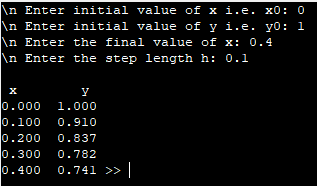 \n Enter initial value of x i.e. x0: 0
\n Enter initial value of y i.e. y0: 1
\n Enter the final value of x: 0.4
\n Enter the step length h: 0.1
x y
0.000 1.000
0.100 0.910
0.200 0.837
0.300 0.782
0.400 0.741 >>